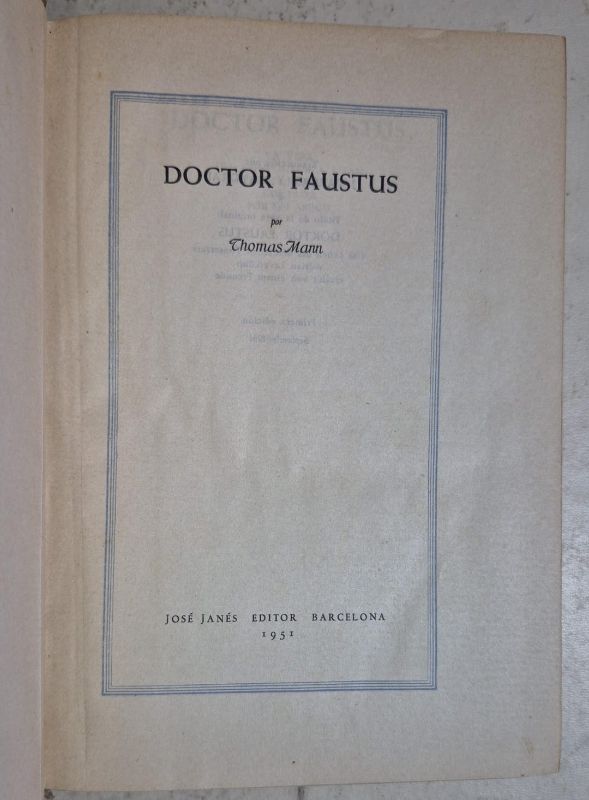 DOCTOR FAUSTUS
por
Thomas Mann
JOSÉ JANÉS EDITOR BARCELONA
1951